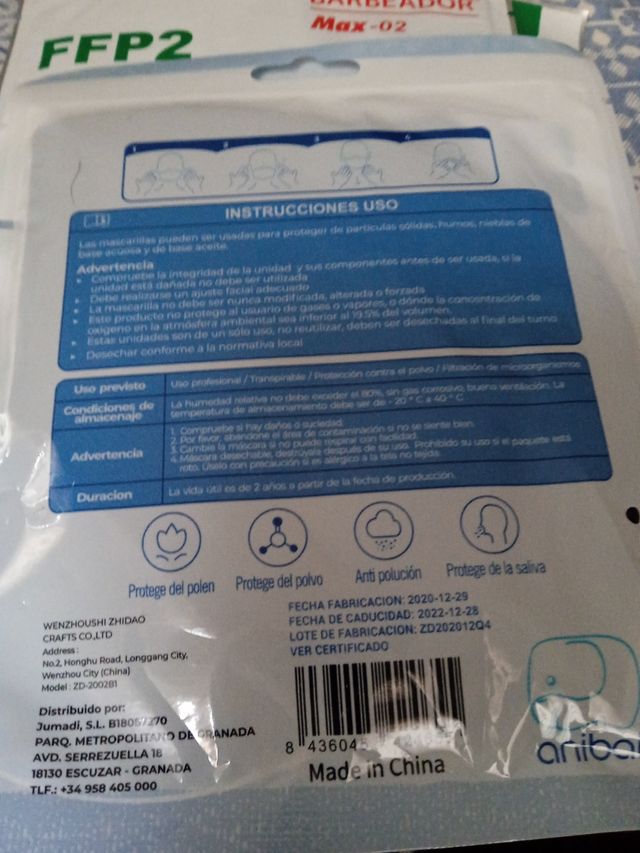 BARBEADOR
Max-02
FFP2
1 2 3 4
INSTRUCCIONES USO
Las mascarillas pueden ser usadas para proteger de partículas sólidas, humos, nieblas de
base acuosa y de base aceite.
Advertencia
• Compruebe la integridad de la unidad y sus componentes antes de ser usada, si la
unidad está dañada no debe ser utilizada
• Debe realizarse un ajuste facial adecuado
• La mascarilla no debe ser nunca modificada, alterada o forzada
• Este producto no protege al usuario de gases o vapores, o dónde la concentración de
oxígeno en la atmósfera ambiental sea inferior al 19.5% del volumen.
• Estas unidades son de un sólo uso, no reutilizar, deben ser desechadas al final del turno
• Desechar conforme a la normativa local
Uso previsto
Uso profesional / Transpirable / Protección contra el polvo / Filtración de microorganismos
Condiciones de
almacenaje
La humedad relativa no debe exceder el 80%, sin gas corrosivo, buena ventilación. La
temperatura de almacenamiento debe ser de - 20 ° C a 40 ° C
Advertencia
1. Compruebe si hay daños o suciedad.
2. Por favor, abandone el área de contaminación si no se siente bien.
3. Cambie la máscara si no puede respirar con facilidad.
4. Máscara desechable, destrúyala después de su uso. Prohibido su uso si el paquete está
roto. Úselo con precaución si es alérgico a la tela no tejida.
Duracion
La vida útil es de 2 años a partir de la fecha de producción.
Protege del polen
Protege del polvo
Anti polución
Protege de la saliva
WENZHOUSHI ZHIDAO
CRAFTS CO.,LTD
Address :
No.2, Honghu Road, Longgang City,
Wenzhou City (China)
Model : ZD-2002B1
FECHA FABRICACION: 2020-12-29
FECHA DE CADUCIDAD: 2022-12-28
LOTE DE FABRICACION: ZD20201204
VER CERTIFICADO
Distribuido por:
Jumadi, S.L. B18067270
PARQ. METROPOLITANO DE GRANADA
AVD. SERREZUELLA 18
18130 ESCUZAR - GRANADA
TLF.: +34 958 405 000
8 43604
Made in China